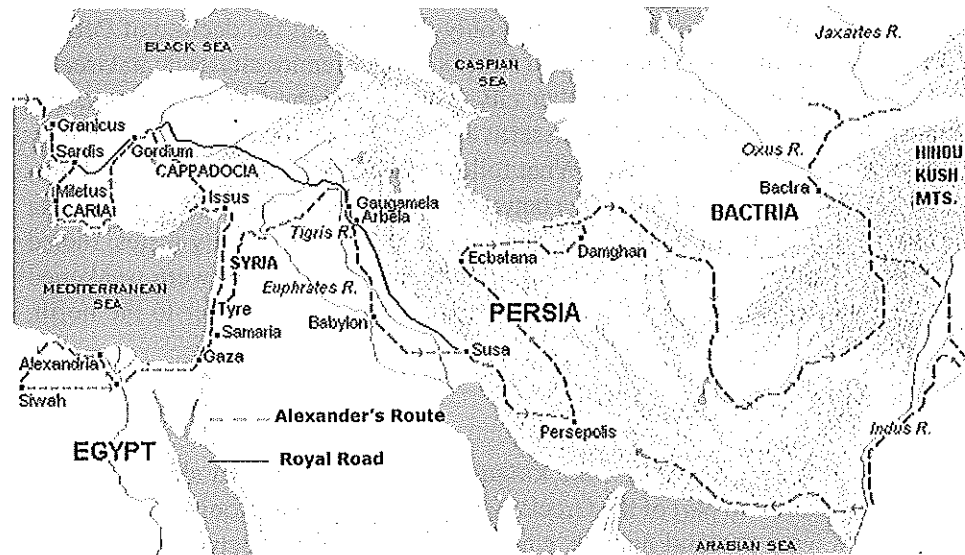 BLACK SEA
Jaxartes R.
CASPIAN
SEA
Granicus
Sardis
Gordium
CAPPADOCIA
Oxus R.
HINDU
KUSH
MTS.
Miletus
CARIA
Issus
Bactra
BACTRIA
Gaugamela
Arbela
Tigris R.
SYRIA
Ecbatana
Damghan
MEDITERRANEAN
SEA
Euphrates R.
PERSIA
Tyre
Samaria
Babylon
Alexandria
Gaza
Susa
Siwah
Alexander's Route
Persepolis
Indus R.
EGYPT
Royal Road
ARABIAN SEA